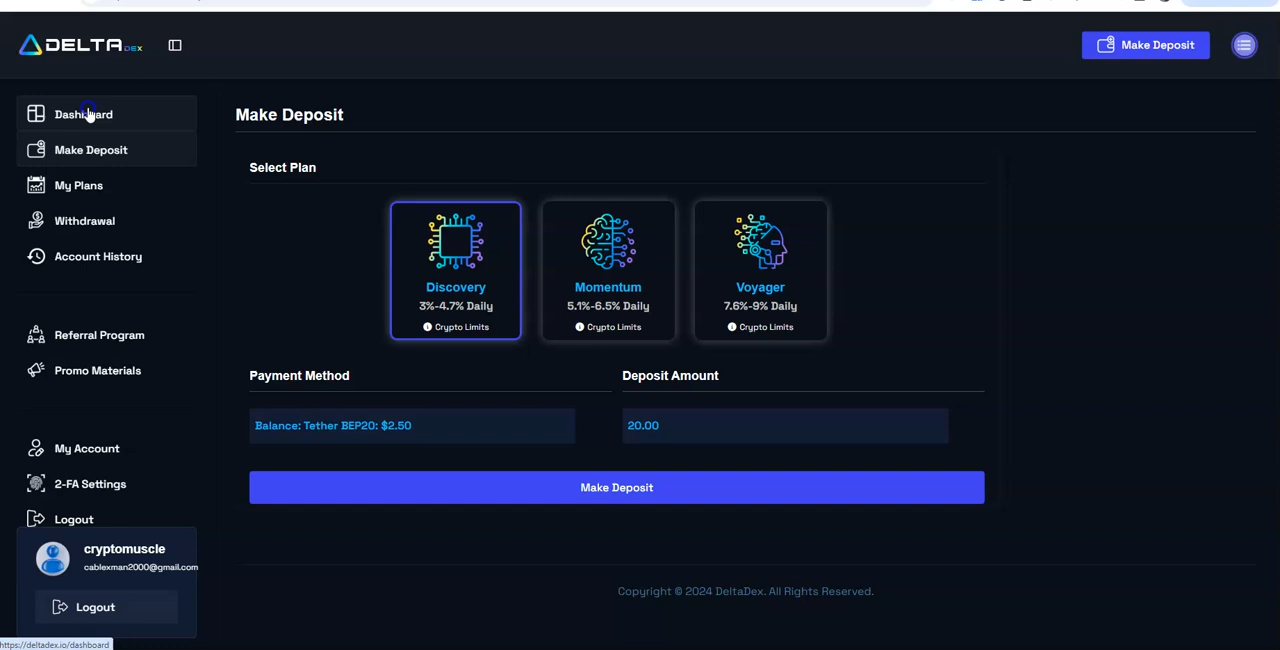 DELTA DEX
Make Deposit
Dashboard
Make Deposit
My Plans
Withdrawal
Account History
Referral Program
Promo Materials
My Account
2-FA Settings
Logout
cryptomuscle
cablexman2000@gmail.com
Logout
https://deltadex.io/dashboard
Make Deposit
Select Plan
Discovery
3%-4.7% Daily
Crypto Limits
Momentum
5.1%-6.5% Daily
Crypto Limits
Voyager
7.6%-9% Daily
Crypto Limits
Payment Method
Balance: Tether BEP20: $2.50
Deposit Amount
20.00
Make Deposit
Copyright © 2024 DeltaDex. All Rights Reserved.